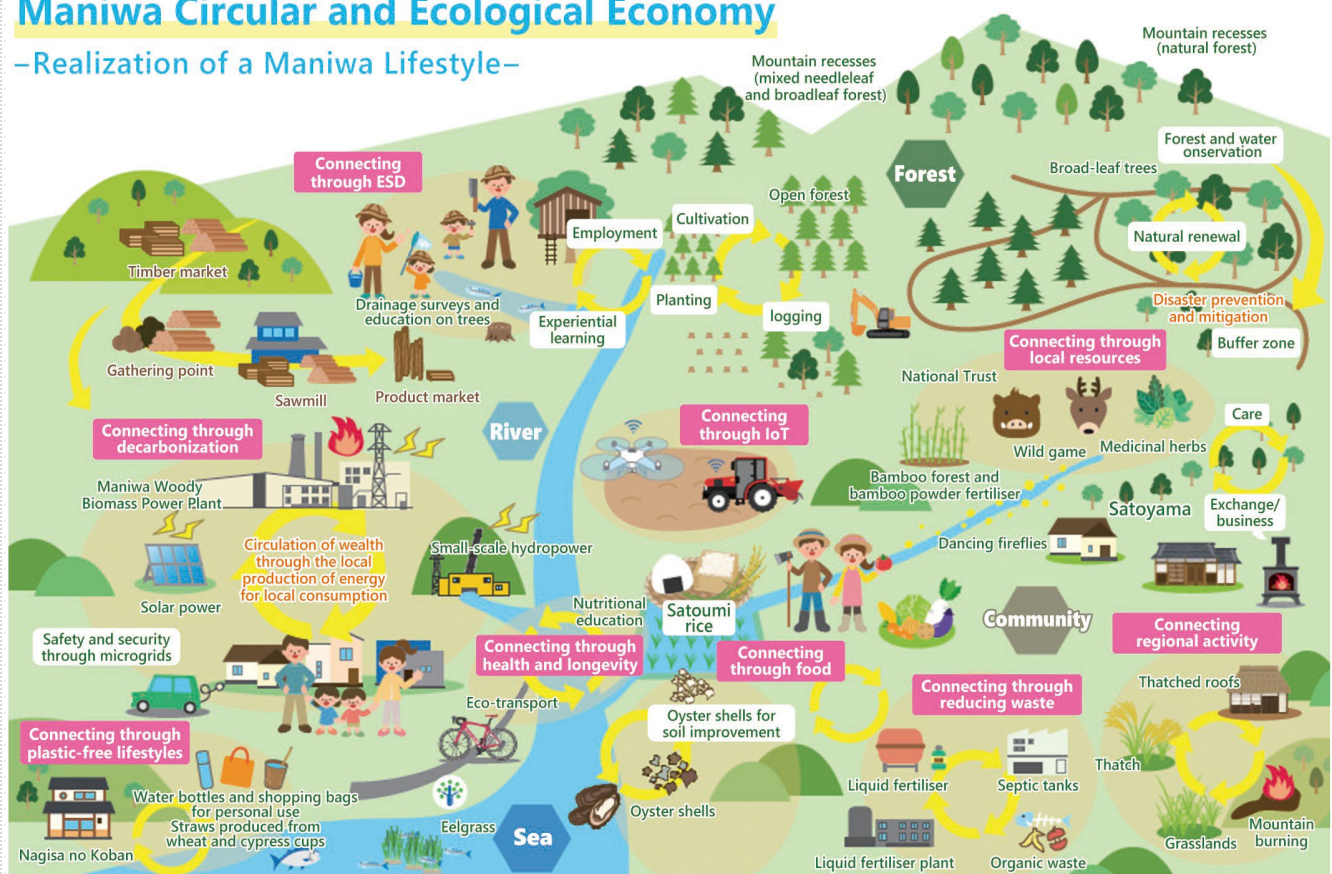 Maniwa Circular and Ecological Economy
–Realization of a Maniwa Lifestyle–
Mountain recesses
(mixed needleleaf
and broadleaf forest)
Mountain recesses
(natural forest)
Connecting
through ESD
Forest
Forest and water
onservation
Broad-leaf trees
Open forest
Cultivation
Employment
Natural renewal
Timber market
Planting
logging
Drainage surveys and
education on trees
Experiential
learning
Disaster prevention
and mitigation
Buffer zone
Gathering point
Sawmill
Product market
Connecting through
local resources
National Trust
Wild game
Medicinal herbs
Care
Connecting through
decarbonization
River
Connecting
through IoT
Bamboo forest and
bamboo powder fertiliser
Maniwa Woody
Biomass Power Plant
Satoyama
Exchange/
business
Circulation of wealth
through the local
production of energy
for local consumption
Small-scale hydropower
Dancing fireflies
Solar power
Nutritional
education
Satoumi
rice
Community
Safety and security
through microgrids
Connecting through
health and longevity
Connecting
through food
Connecting
regional activity
Eco-transport
Connecting through
reducing waste
Thatched roofs
Oyster shells for
soil improvement
Connecting through
plastic-free lifestyles
Thatch
Liquid fertiliser
Septic tanks
Water bottles and shopping bags
for personal use
Straws produced from
wheat and cypress cups
Oyster shells
Eelgrass
Sea
Nagisa no Koban
Liquid fertiliser plant
Organic waste
Grasslands
Mountain
burning